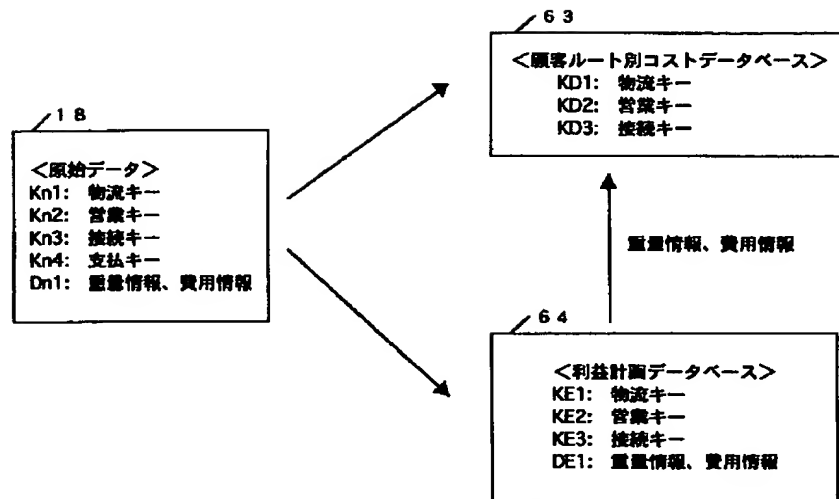 18
<原始データ>
Kn1: 物流キー
Kn2: 営業キー
Kn3: 接続キー
Kn4: 支払キー
Dn1: 重量情報、費用情報
63
<顧客ルート別コストデータベース>
KD1: 物流キー
KD2: 営業キー
KD3: 接続キー
重量情報、費用情報
64
<利益計画データベース>
KE1: 物流キー
KE2: 営業キー
KE3: 接続キー
DE1: 重量情報、費用情報